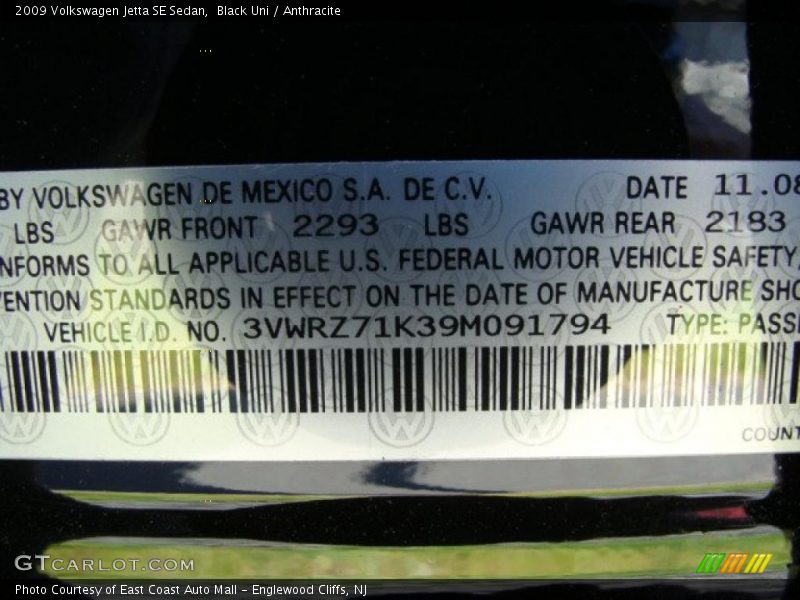 2009 Volkswagen Jetta SE Sedan, Black Uni / Anthracite
BY VOLKSWAGEN DE MEXICO S.A. DE C.V. DATE 11.08
LBS GAWR FRONT 2293 LBS GAWR REAR 2183
NFORMS TO ALL APPLICABLE U.S. FEDERAL MOTOR VEHICLE SAFETY,
VENTION STANDARDS IN EFFECT ON THE DATE OF MANUFACTURE SHO
VEHICLE I.D. NO. 3VWRZ71K39M091794 TYPE: PASS
COUNT
GTCARLOT.COM
Photo Courtesy of East Coast Auto Mall - Englewood Cliffs, NJ